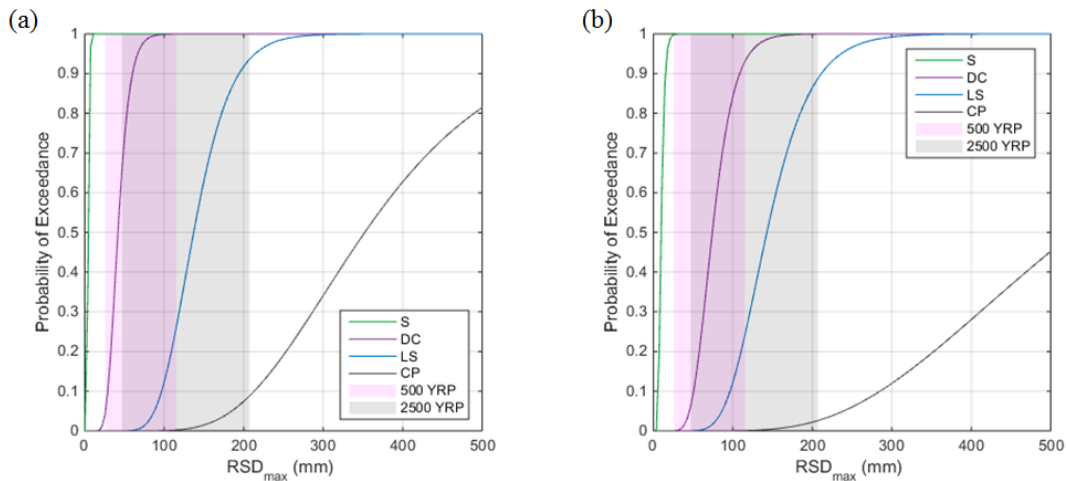 (a)
Probability of Exceedance
1
0.9
0.8
0.7
0.6
0.5
0.4
0.3
0.2
0.1
0
S
DC
LS
CP
500 YRP
2500 YRP
0 100 200 300 400 500
RSDmax (mm)
(b)
Probability of Exceedance
1
0.9
0.8
0.7
0.6
0.5
0.4
0.3
0.2
0.1
0
S
DC
LS
CP
500 YRP
2500 YRP
0 100 200 300 400 500
RSDmax (mm)